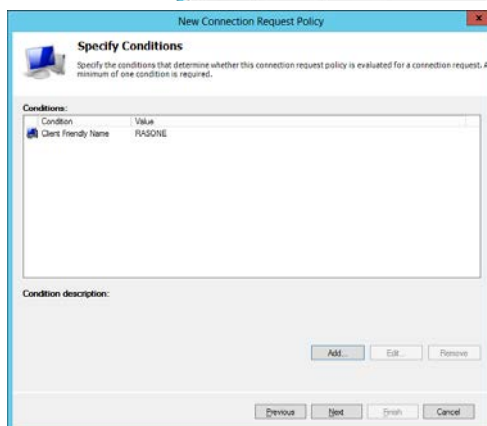 New Connection Request Policy
x
Specify Conditions
Specify the conditions that determine whether this connection request policy is evaluated for a connection request. A
minimum of one condition is required.
Conditions:
Condition Value
Client Friendly Name RASONE
Condition description:
Add... Edit... Remove
Previous Next Finish Cancel